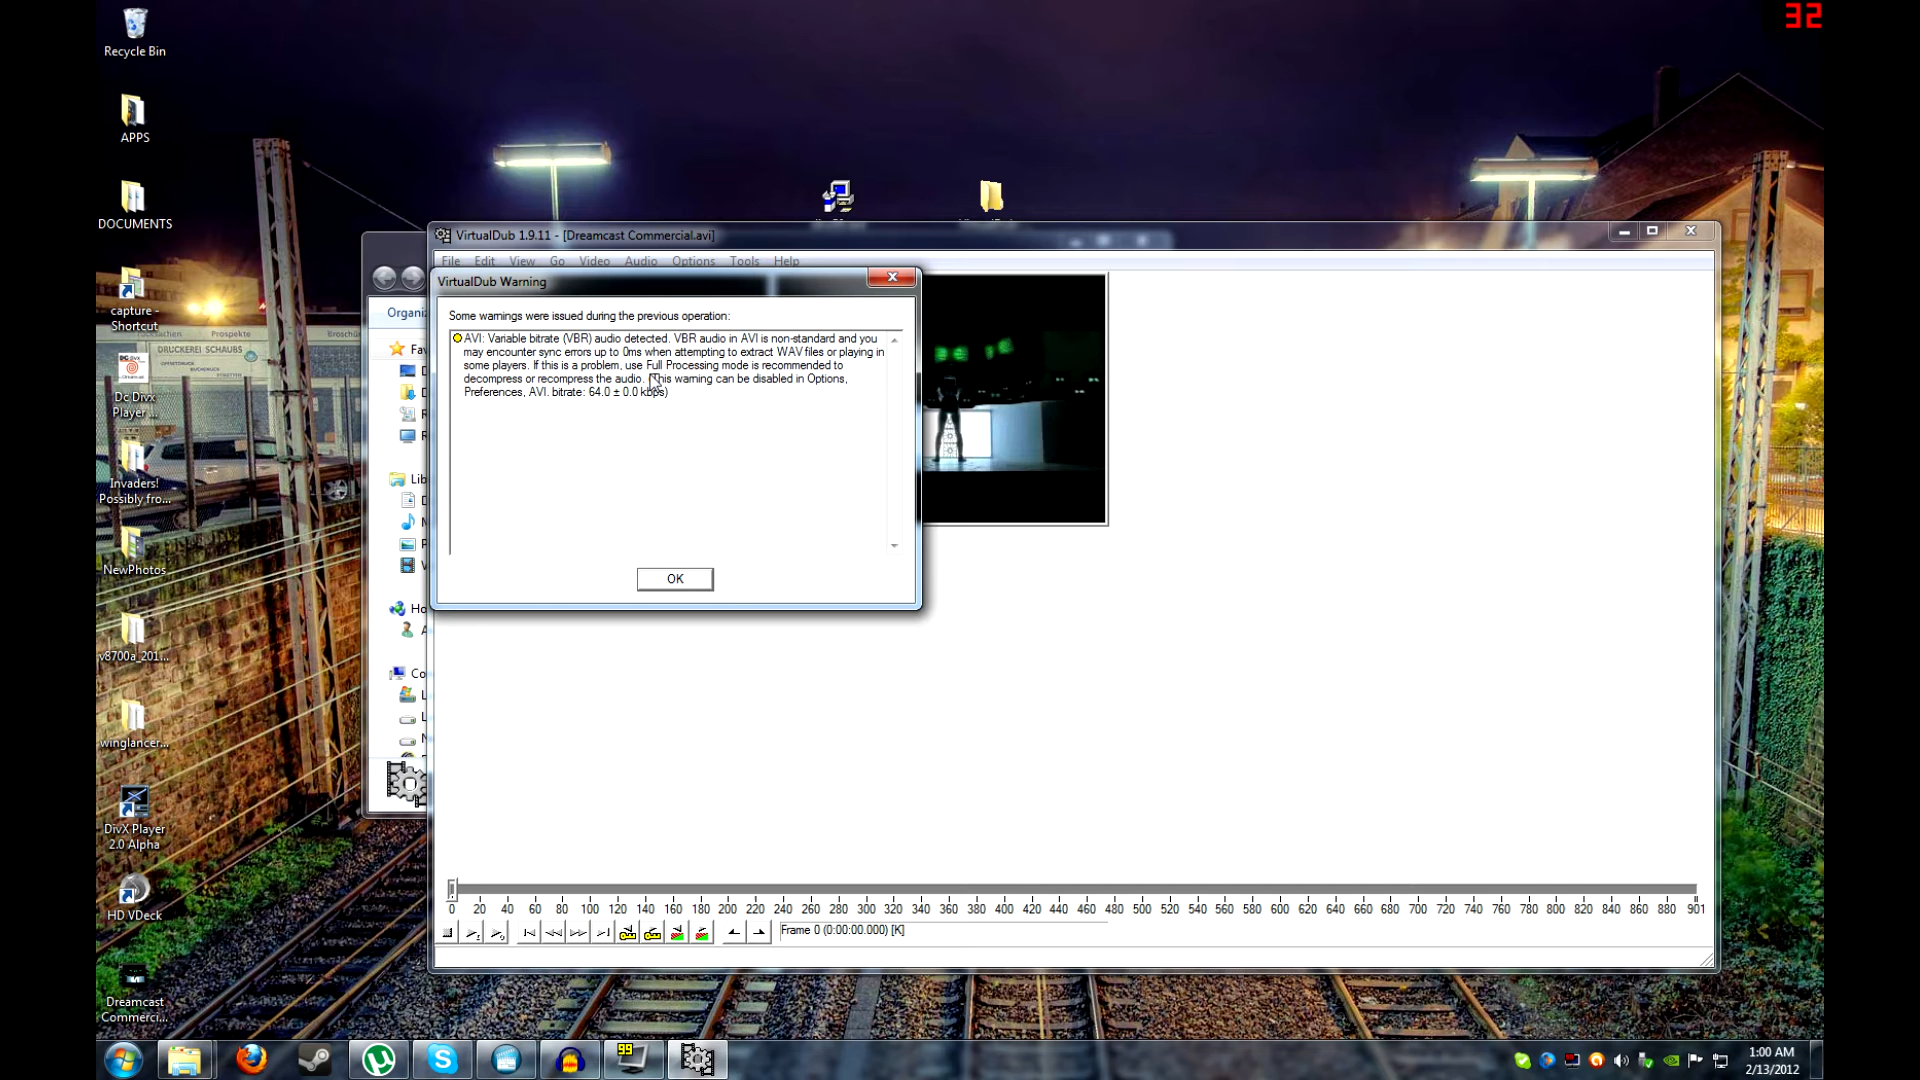 32
Recycle Bin
APPS
DOCUMENTS
capture -
Shortcut
Dc Divx
Player ...
Invaders!
Possibly fro...
NewPhotos
v8700a_201...
winglancer...
DivX Player
2.0 Alpha
HD VDeck
Dreamcast
Commerci...
Prospekte
DRUCKEREI SCHAUBS
VirtualDub 1.9.11 - [Dreamcast Commercial.avi]
File Edit View Go Video Audio Options Tools Help
Organiz
Fav
Lib
Ho
Co
VirtualDub Warning
Some warnings were issued during the previous operation:
AVI: Variable bitrate (VBR) audio detected. VBR audio in AVI is non-standard and you
may encounter sync errors up to 0ms when attempting to extract WAV files or playing in
some players. If this is a problem, use Full Processing mode is recommended to
decompress or recompress the audio. (This warning can be disabled in Options,
Preferences, AVI. bitrate: 64.0 ± 0.0 kbps)
OK
0 20 40 60 80 100 120 140 160 180 200 220 240 260 280 300 320 340 360 380 400 420 440 460 480 500 520 540 560 580 600 620 640 660 680 700 720 740 760 780 800 820 840 860 880 901
Frame 0 (0:00:00.000) [K]
99
1:00 AM
2/13/2012